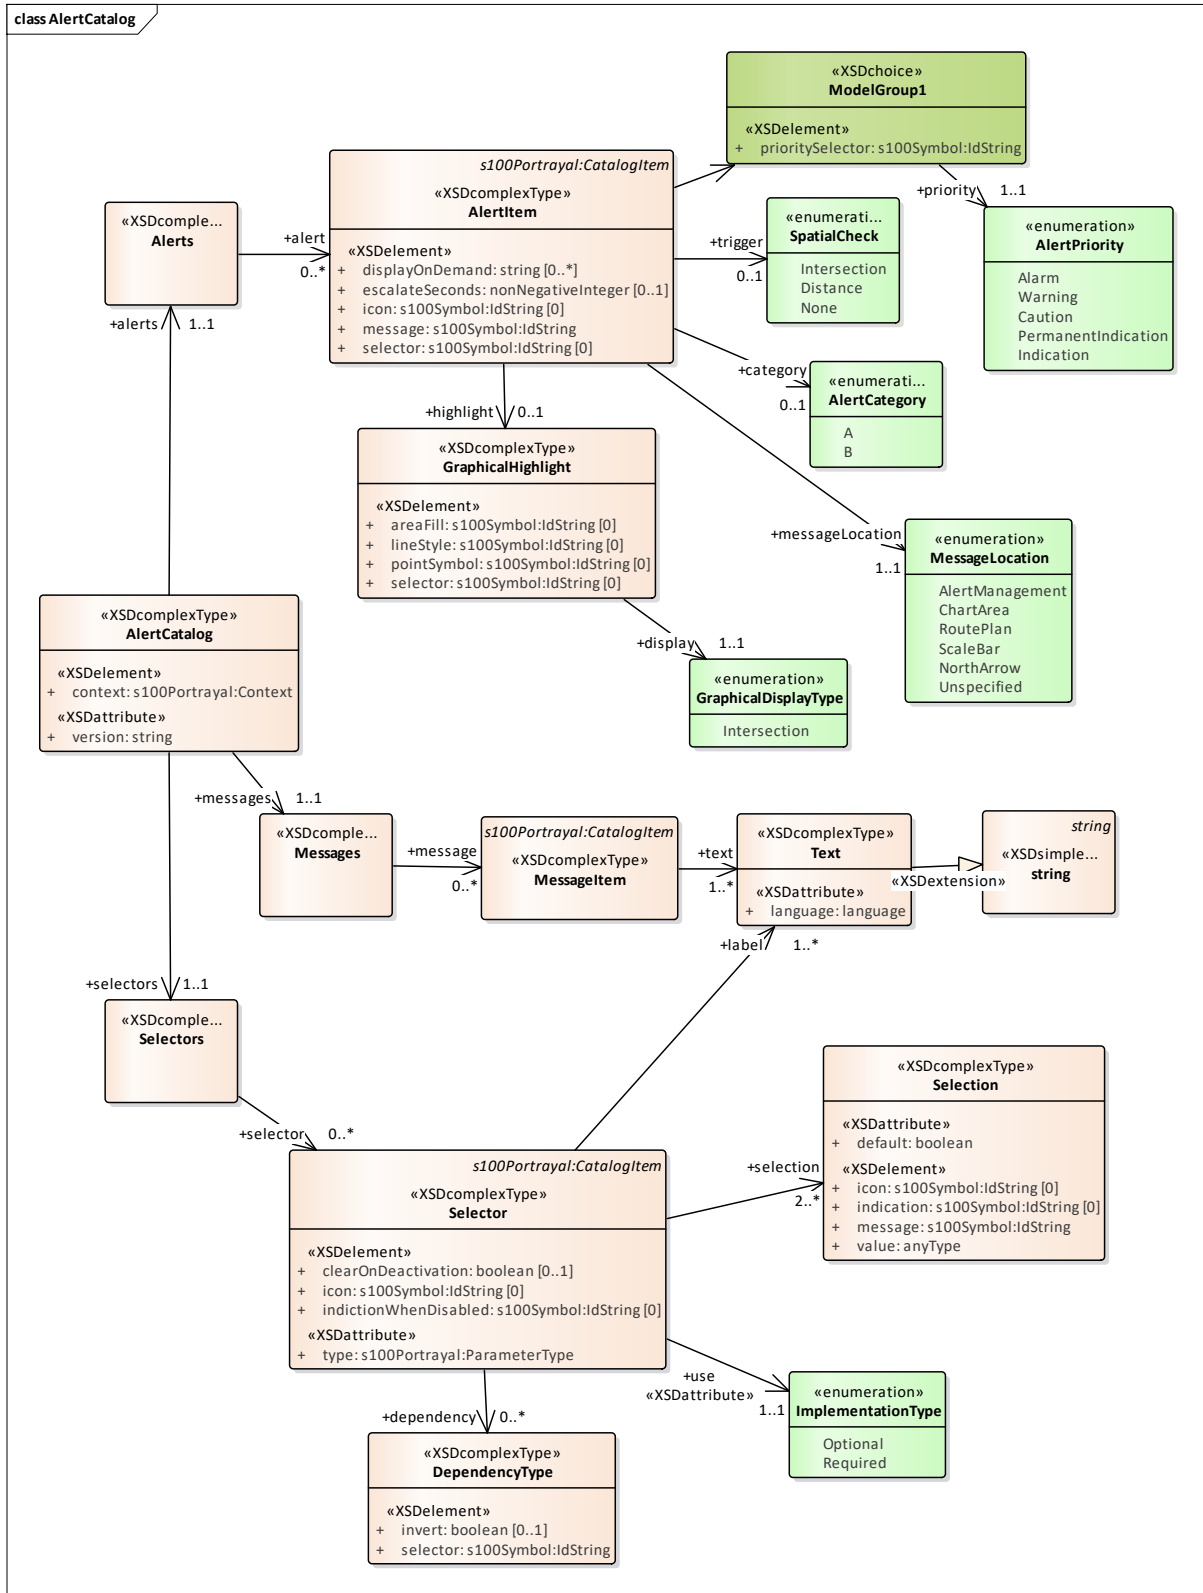 class AlertCatalog
«XSDchoice»
ModelGroup1
«XSDelement»
+ prioritySelector: s100Symbol:IdString
s100Portrayal:CatalogItem
«XSDcomplexType»
AlertItem
«XSDelement»
+ displayOnDemand: string [0..*]
+ escalateSeconds: nonNegativeInteger [0..1]
+ icon: s100Symbol:IdString [0]
+ message: s100Symbol:IdString
+ selector: s100Symbol:IdString [0]
+priority 1..1
«enumeration»
AlertPriority
Alarm
Warning
Caution
PermanentIndication
Indication
«XSDcomple...
Alerts
+alert
0..*
+trigger
0..1
«enumerati...
SpatialCheck
Intersection
Distance
None
+alerts 1..1
+category
0..1
«enumerati...
AlertCategory
A
B
+highlight 0..1
«XSDcomplexType»
GraphicalHighlight
«XSDelement»
+ areaFill: s100Symbol:IdString [0]
+ lineStyle: s100Symbol:IdString [0]
+ pointSymbol: s100Symbol:IdString [0]
+ selector: s100Symbol:IdString [0]
+messageLocation
1..1
«enumeration»
MessageLocation
AlertManagement
ChartArea
RoutePlan
ScaleBar
NorthArrow
Unspecified
«XSDcomplexType»
AlertCatalog
«XSDelement»
+ context: s100Portrayal:Context
«XSDattribute»
+ version: string
+display 1..1
«enumeration»
GraphicalDisplayType
Intersection
+messages 1..1
«XSDcomple...
Messages
+message
0..*
s100Portrayal:CatalogItem
«XSDcomplexType»
MessageItem
+text
1..*
«XSDcomplexType»
Text
«XSDattribute»
+ language: language
«XSDextension»
string
«XSDsimple...
string
+label 1..*
+selectors 1..1
«XSDcomple...
Selectors
+selector 0..*
s100Portrayal:CatalogItem
«XSDcomplexType»
Selector
«XSDelement»
+ clearOnDeactivation: boolean [0..1]
+ icon: s100Symbol:IdString [0]
+ indictionWhenDisabled: s100Symbol:IdString [0]
«XSDattribute»
+ type: s100Portrayal:ParameterType
+selection
2..*
«XSDcomplexType»
Selection
«XSDattribute»
+ default: boolean
«XSDelement»
+ icon: s100Symbol:IdString [0]
+ indication: s100Symbol:IdString [0]
+ message: s100Symbol:IdString
+ value: anyType
+use
«XSDattribute»
1..1
«enumeration»
ImplementationType
Optional
Required
+dependency 0..*
«XSDcomplexType»
DependencyType
«XSDelement»
+ invert: boolean [0..1]
+ selector: s100Symbol:IdString